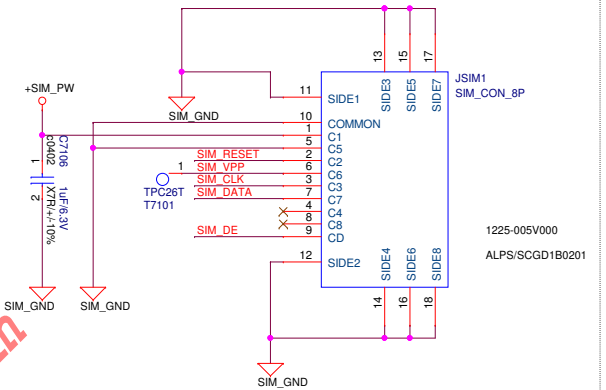 13
15
17
JSIM1
SIM_CON_8P
SIDE3
SIDE5
SIDE7
+SIM_PW
11
SIDE1
SIM_GND
10
COMMON
1
C1
5
C5
SIM_RESET
2
C2
1
SIM_VPP
6
C6
SIM_CLK
3
C3
TPC26T
T7101
SIM_DATA
7
C7
4
C4
8
C8
SIM_DE
9
CD
12
SIDE2
1
2
C7106
c0402
1uF/6.3V
X7R/+/-10%
SIDE4
SIDE6
SIDE8
14
16
18
1225-005V000
ALPS/SCGD1B0201
SIM_GND
SIM_GND
SIM_GND